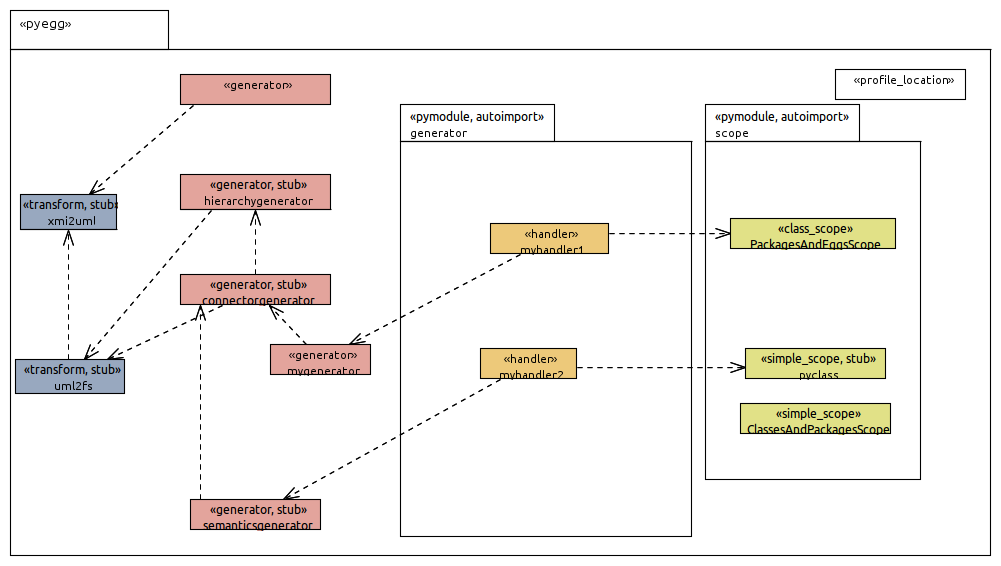 «pyegg»
«generator»
«profile_location»
«pymodule, autoimport»
generator
«pymodule, autoimport»
scope
«generator, stub»
hierarchygenerator
«transform, stub»
xmi2uml
«handler»
myhandler1
«class_scope»
PackagesAndEggsScope
«generator, stub»
connectorgenerator
«generator»
mygenerator
«handler»
myhandler2
«simple_scope, stub»
pyclass
«transform, stub»
uml2fs
«simple_scope»
ClassesAndPackagesScope
«generator, stub»
semanticsgenerator